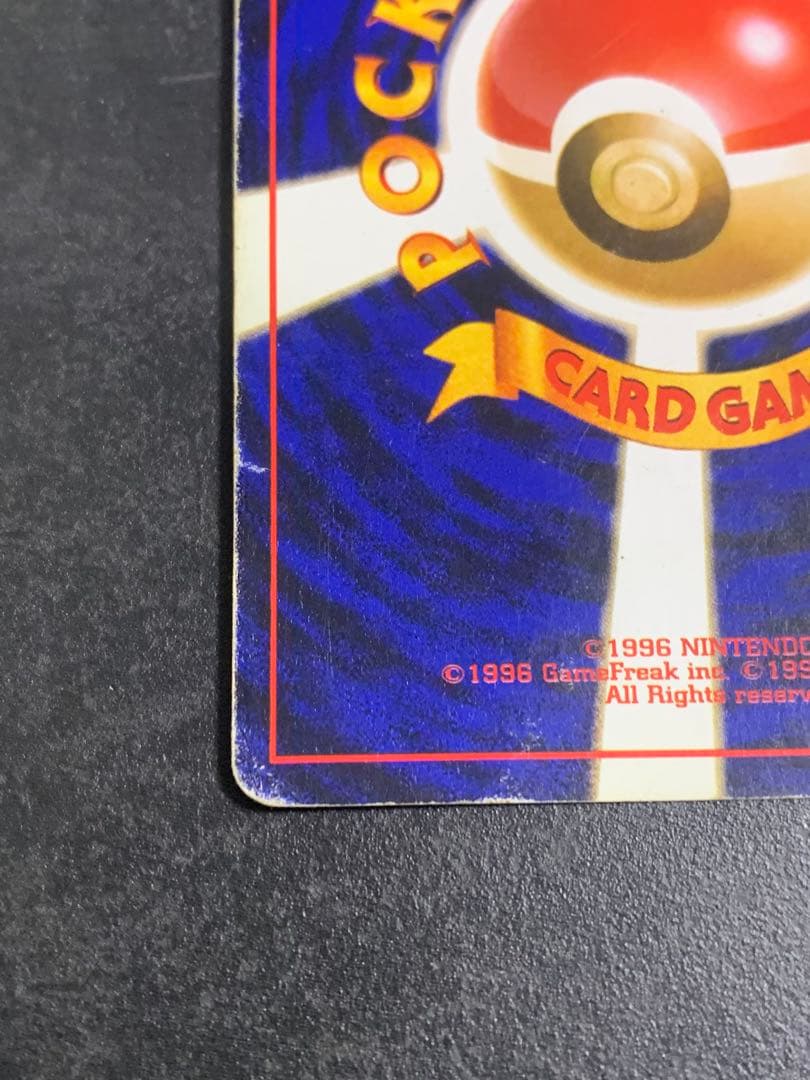 POCK
CARD GAM
©1996 NINTENDO
©1996 GameFreak inc. ©199
All Rights reserv